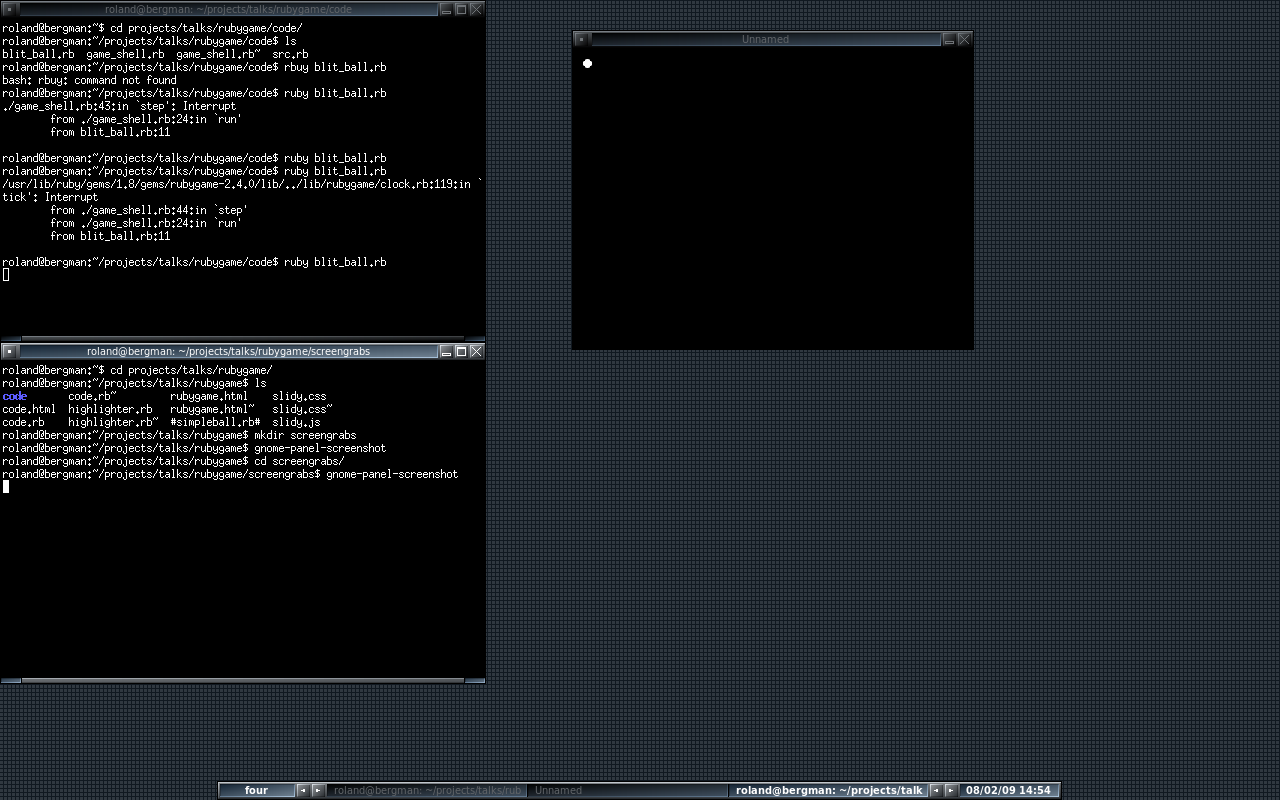 roland@bergman: ~/projects/talks/rubygame/code
roland@bergman:~$ cd projects/talks/rubygame/code/
roland@bergman:~/projects/talks/rubygame/code$ ls
blit_ball.rb  game_shell.rb  game_shell.rb~  src.rb
roland@bergman:~/projects/talks/rubygame/code$ rbuy blit_ball.rb
bash: rbuy: command not found
roland@bergman:~/projects/talks/rubygame/code$ ruby blit_ball.rb
./game_shell.rb:43:in `step': Interrupt
        from ./game_shell.rb:24:in `run'
        from blit_ball.rb:11
roland@bergman:~/projects/talks/rubygame/code$ ruby blit_ball.rb
roland@bergman:~/projects/talks/rubygame/code$ ruby blit_ball.rb
/usr/lib/ruby/gems/1.8/gems/rubygame-2.4.0/lib/../lib/rubygame/clock.rb:119:in `
tick': Interrupt
        from ./game_shell.rb:44:in `step'
        from ./game_shell.rb:24:in `run'
        from blit_ball.rb:11
roland@bergman:~/projects/talks/rubygame/code$ ruby blit_ball.rb
Unnamed
roland@bergman: ~/projects/talks/rubygame/screengrabs
roland@bergman:~$ cd projects/talks/rubygame/
roland@bergman:~/projects/talks/rubygame$ ls
code       code.rb~         rubygame.html    slidy.css
code.html  highlighter.rb   rubygame.html~   slidy.css~
code.rb    highlighter.rb~  #simpleball.rb#  slidy.js
roland@bergman:~/projects/talks/rubygame$ mkdir screengrabs
roland@bergman:~/projects/talks/rubygame$ gnome-panel-screenshot
roland@bergman:~/projects/talks/rubygame$ cd screengrabs/
roland@bergman:~/projects/talks/rubygame/screengrabs$ gnome-panel-screenshot
four  roland@bergman: ~/projects/talks/rub  Unnamed  roland@bergman: ~/projects/talk  08/02/09 14:54